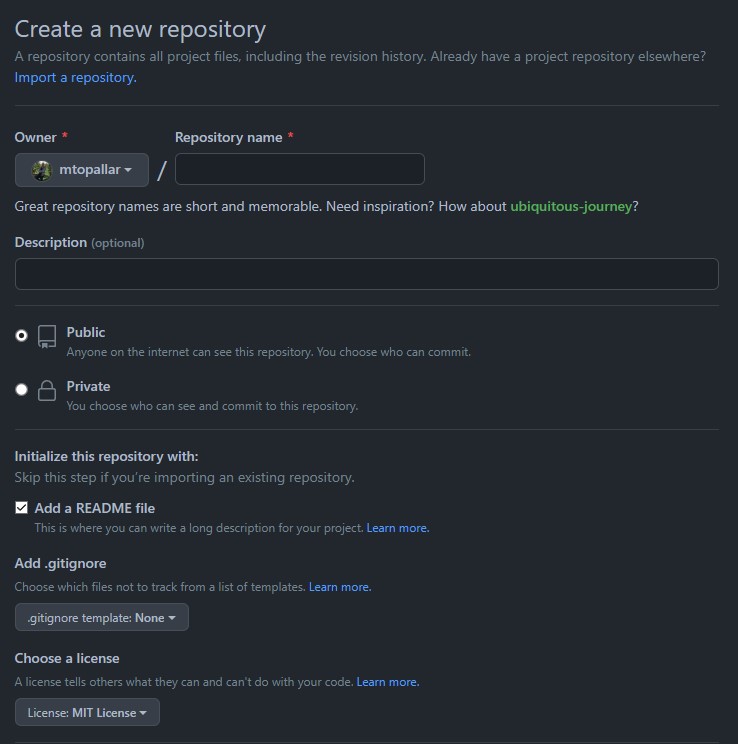 Create a new repository
A repository contains all project files, including the revision history. Already have a project repository elsewhere?
Import a repository.
Owner * Repository name *
mtopallar /
Great repository names are short and memorable. Need inspiration? How about ubiquitous-journey?
Description (optional)
Public
Anyone on the internet can see this repository. You choose who can commit.
Private
You choose who can see and commit to this repository.
Initialize this repository with:
Skip this step if you're importing an existing repository.
Add a README file
This is where you can write a long description for your project. Learn more.
Add .gitignore
Choose which files not to track from a list of templates. Learn more.
.gitignore template: None
Choose a license
A license tells others what they can and can't do with your code. Learn more.
License: MIT License